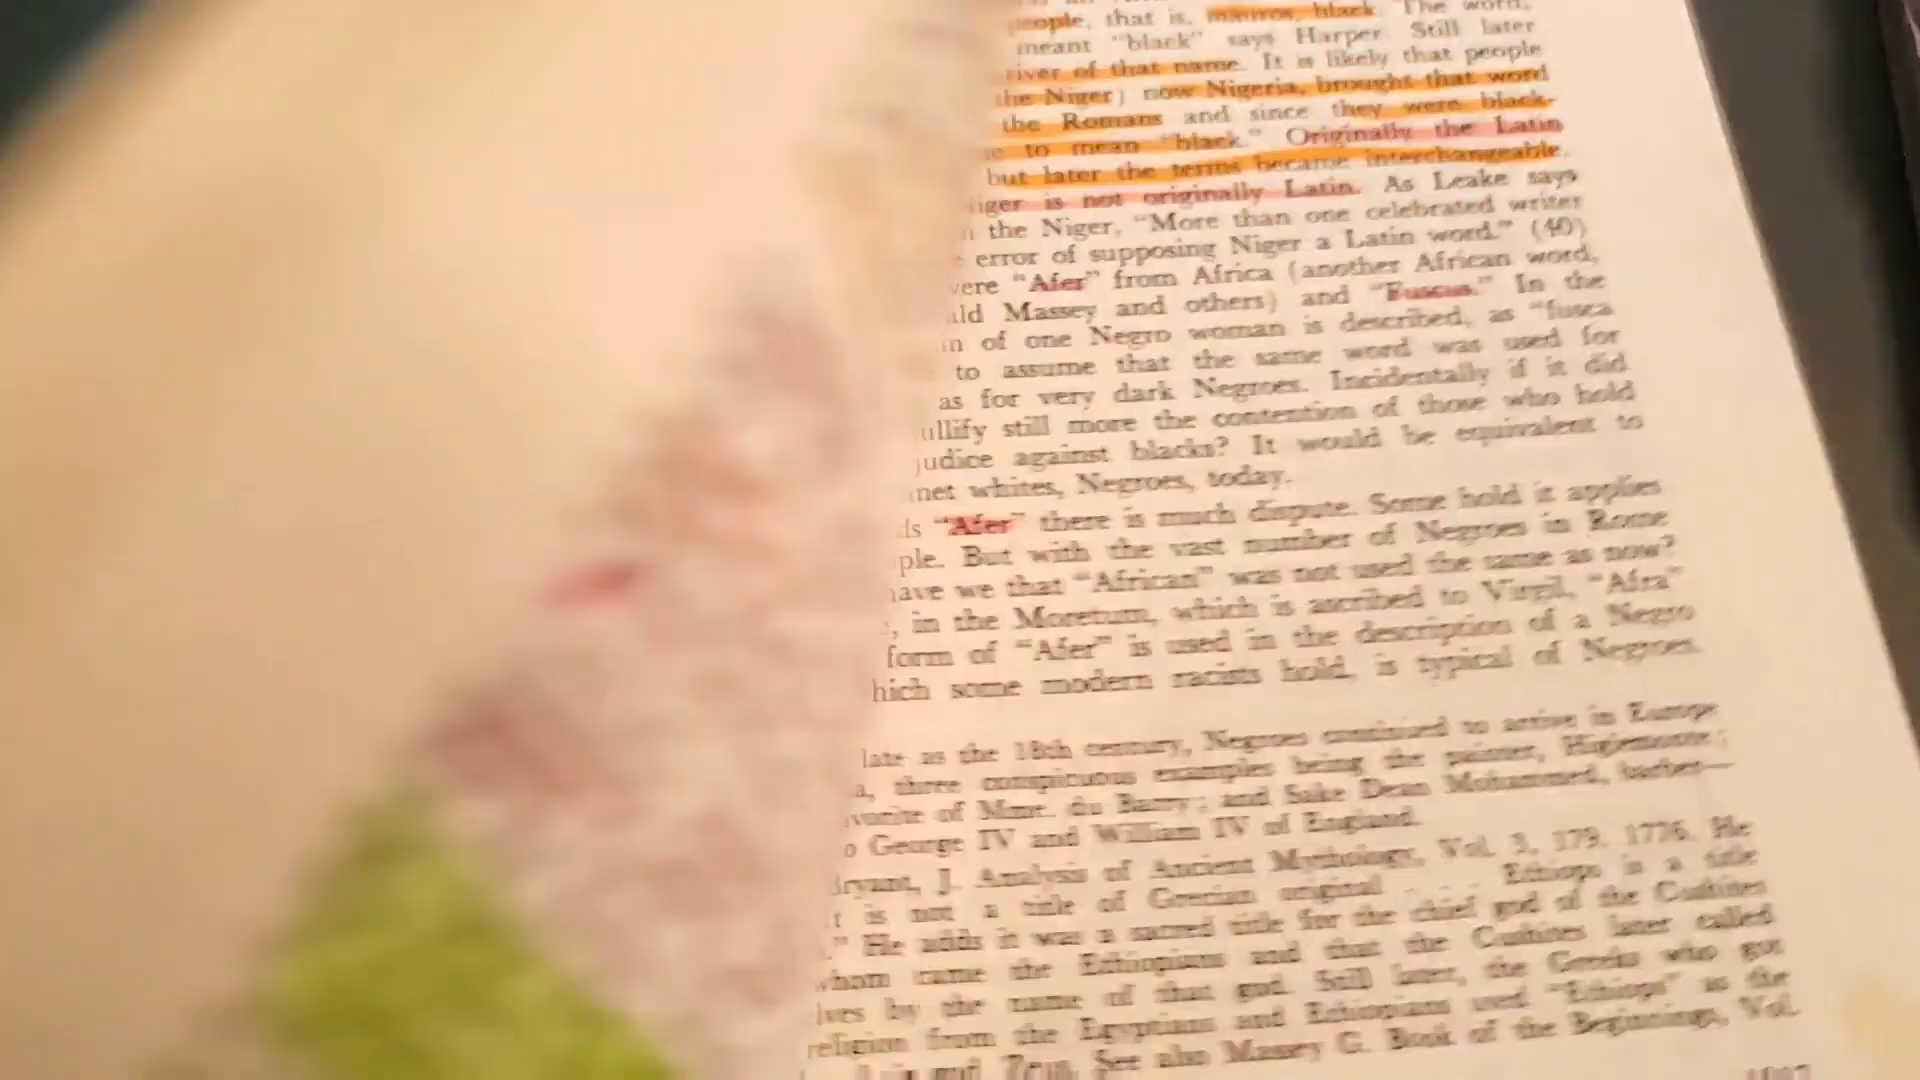 people, that is, mauros, black. The word,
meant "black" says Harper. Still later
river of that name. It is likely that people
the Niger) now Nigeria, brought that word
the Romans and since they were black-
to mean "black." Originally the Latin
but later the terms became interchangeable.
iger is not originally Latin. As Leake says
the Niger, "More than one celebrated writer
error of supposing Niger a Latin word." (40)
were "Afer" from Africa (another African word,
ald Massey and others) and "Fuscus." In the
n of one Negro woman is described, as "fusca
to assume that the same word was used for
as for very dark Negroes. Incidentally if it did
ullify still more the contention of those who hold
judice against blacks? It would be equivalent to
net whites, Negroes, today.
ds "Afer" there is much dispute. Some hold it applies
ple. But with the vast number of Negroes in Rome
have we that "African" was not used the same as now?
, in the Moretum, which is ascribed to Virgil, "Afra"
form of "Afer" is used in the description of a Negro
hich some modern racists hold, is typical of Negroes.
late as the 18th century, Negroes continued to arrive in Europe
a, three conspicuous examples being the painter, Higiemonte;
vorite of Mme. du Barry; and Sake Dean Mohammed, barber—
o George IV and William IV of England.
Bryant, J. Analysis of Ancient Mythology, Vol. 3, 179. 1776. He
t is not a title of Grecian original . . . Ethiops is a title
." He adds it was a sacred title for the chief god of the Cushites
whom came the Ethiopians and that the Cushites later called
lves by the name of that god. Still later, the Greeks who got
religion from the Egyptians and Ethiopians used "Ethiops" as the
god, Zeus. See also Massey G. Book of the Beginnings, Vol.